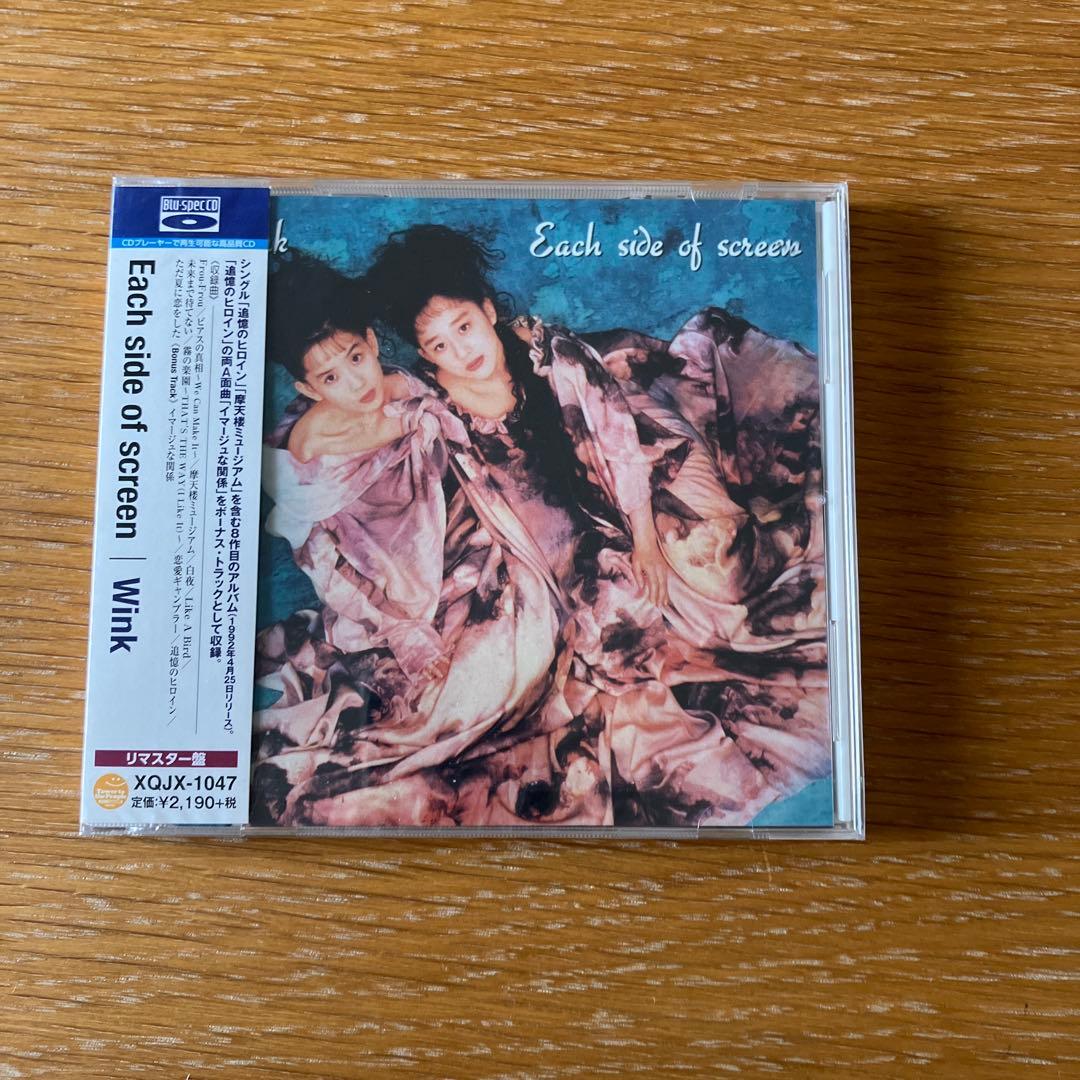 Blu-specCD
CDプレーヤーで再生可能な高品質CD
Each side of screen | Wink
シングル「追憶のヒロイン」「摩天楼ミュージアム」を含む8作目のアルバム(1992年4月25日リリース)。
「追憶のヒロイン」の両A面曲「イマージュな関係」をボーナス・トラックとして収録。
《収録曲》
Frou-Frou/ピアスの真相~We Can Make It~/摩天楼ミュージアム/白夜/Like A Bird/
未来まで待てない/霧の楽園~THAT'S THE WAY(I Like It)~/恋愛ギャンブラー/追憶のヒロイン/
ただ夏に恋をした《Bonus Track》イマージュな関係
リマスター盤
Tower to
the People
XQJX-1047
定価:¥2,190+税
k
Each side of screen